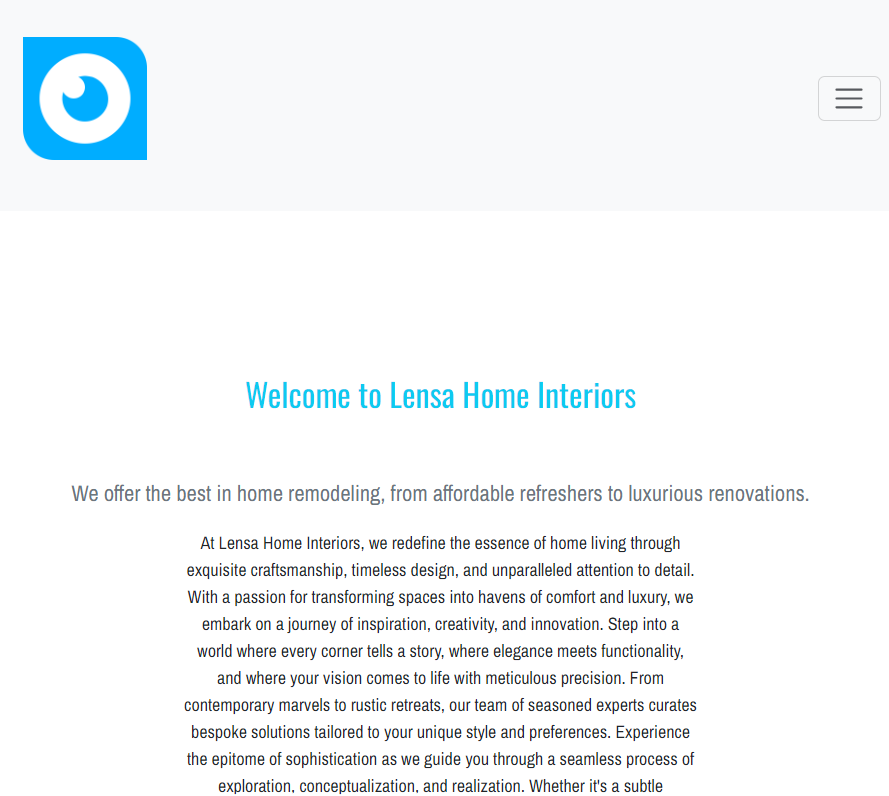 Welcome to Lensa Home Interiors
We offer the best in home remodeling, from affordable refreshers to luxurious renovations.
At Lensa Home Interiors, we redefine the essence of home living through
exquisite craftsmanship, timeless design, and unparalleled attention to detail.
With a passion for transforming spaces into havens of comfort and luxury, we
embark on a journey of inspiration, creativity, and innovation. Step into a
world where every corner tells a story, where elegance meets functionality,
and where your vision comes to life with meticulous precision. From
contemporary marvels to rustic retreats, our team of seasoned experts curates
bespoke solutions tailored to your unique style and preferences. Experience
the epitome of sophistication as we guide you through a seamless process of
exploration, conceptualization, and realization. Whether it's a subtle